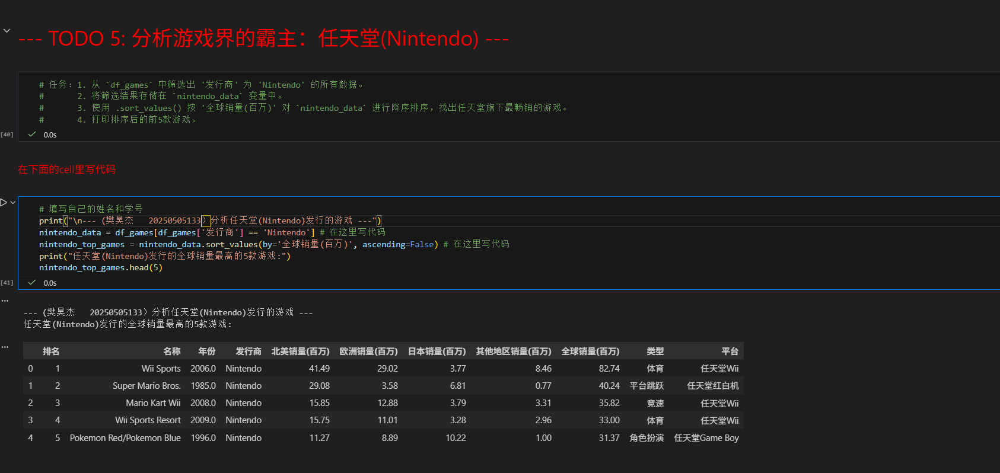 --- TODO 5: 分析游戏界的霸主：任天堂(Nintendo) ---
# 任务：1. 从 `df_games` 中筛选出 '发行商' 为 'Nintendo' 的所有数据。
#       2. 将筛选结果存储在 `nintendo_data` 变量中。
#       3. 使用 .sort_values() 按 '全球销量(百万)' 对 `nintendo_data` 进行降序排序，找出任天堂旗下最畅销的游戏。
#       4. 打印排序后的前5款游戏。
[40] 0.0s
在下面的cell里写代码
# 填写自己的姓名和学号
print("\n--- (樊昊杰   20250505133）分析任天堂(Nintendo)发行的游戏 ---")
nintendo_data = df_games[df_games['发行商'] == 'Nintendo'] # 在这里写代码
nintendo_top_games = nintendo_data.sort_values(by='全球销量(百万)', ascending=False) # 在这里写代码
print("任天堂(Nintendo)发行的全球销量最高的5款游戏:")
nintendo_top_games.head(5)
[41] 0.0s
--- (樊昊杰   20250505133）分析任天堂(Nintendo)发行的游戏 ---
任天堂(Nintendo)发行的全球销量最高的5款游戏:
排名 名称 年份 发行商 北美销量(百万) 欧洲销量(百万) 日本销量(百万) 其他地区销量(百万) 全球销量(百万) 类型 平台
0 1 Wii Sports 2006.0 Nintendo 41.49 29.02 3.77 8.46 82.74 体育 任天堂Wii
1 2 Super Mario Bros. 1985.0 Nintendo 29.08 3.58 6.81 0.77 40.24 平台跳跃 任天堂红白机
2 3 Mario Kart Wii 2008.0 Nintendo 15.85 12.88 3.79 3.31 35.82 竞速 任天堂Wii
3 4 Wii Sports Resort 2009.0 Nintendo 15.75 11.01 3.28 2.96 33.00 体育 任天堂Wii
4 5 Pokemon Red/Pokemon Blue 1996.0 Nintendo 11.27 8.89 10.22 1.00 31.37 角色扮演 任天堂Game Boy